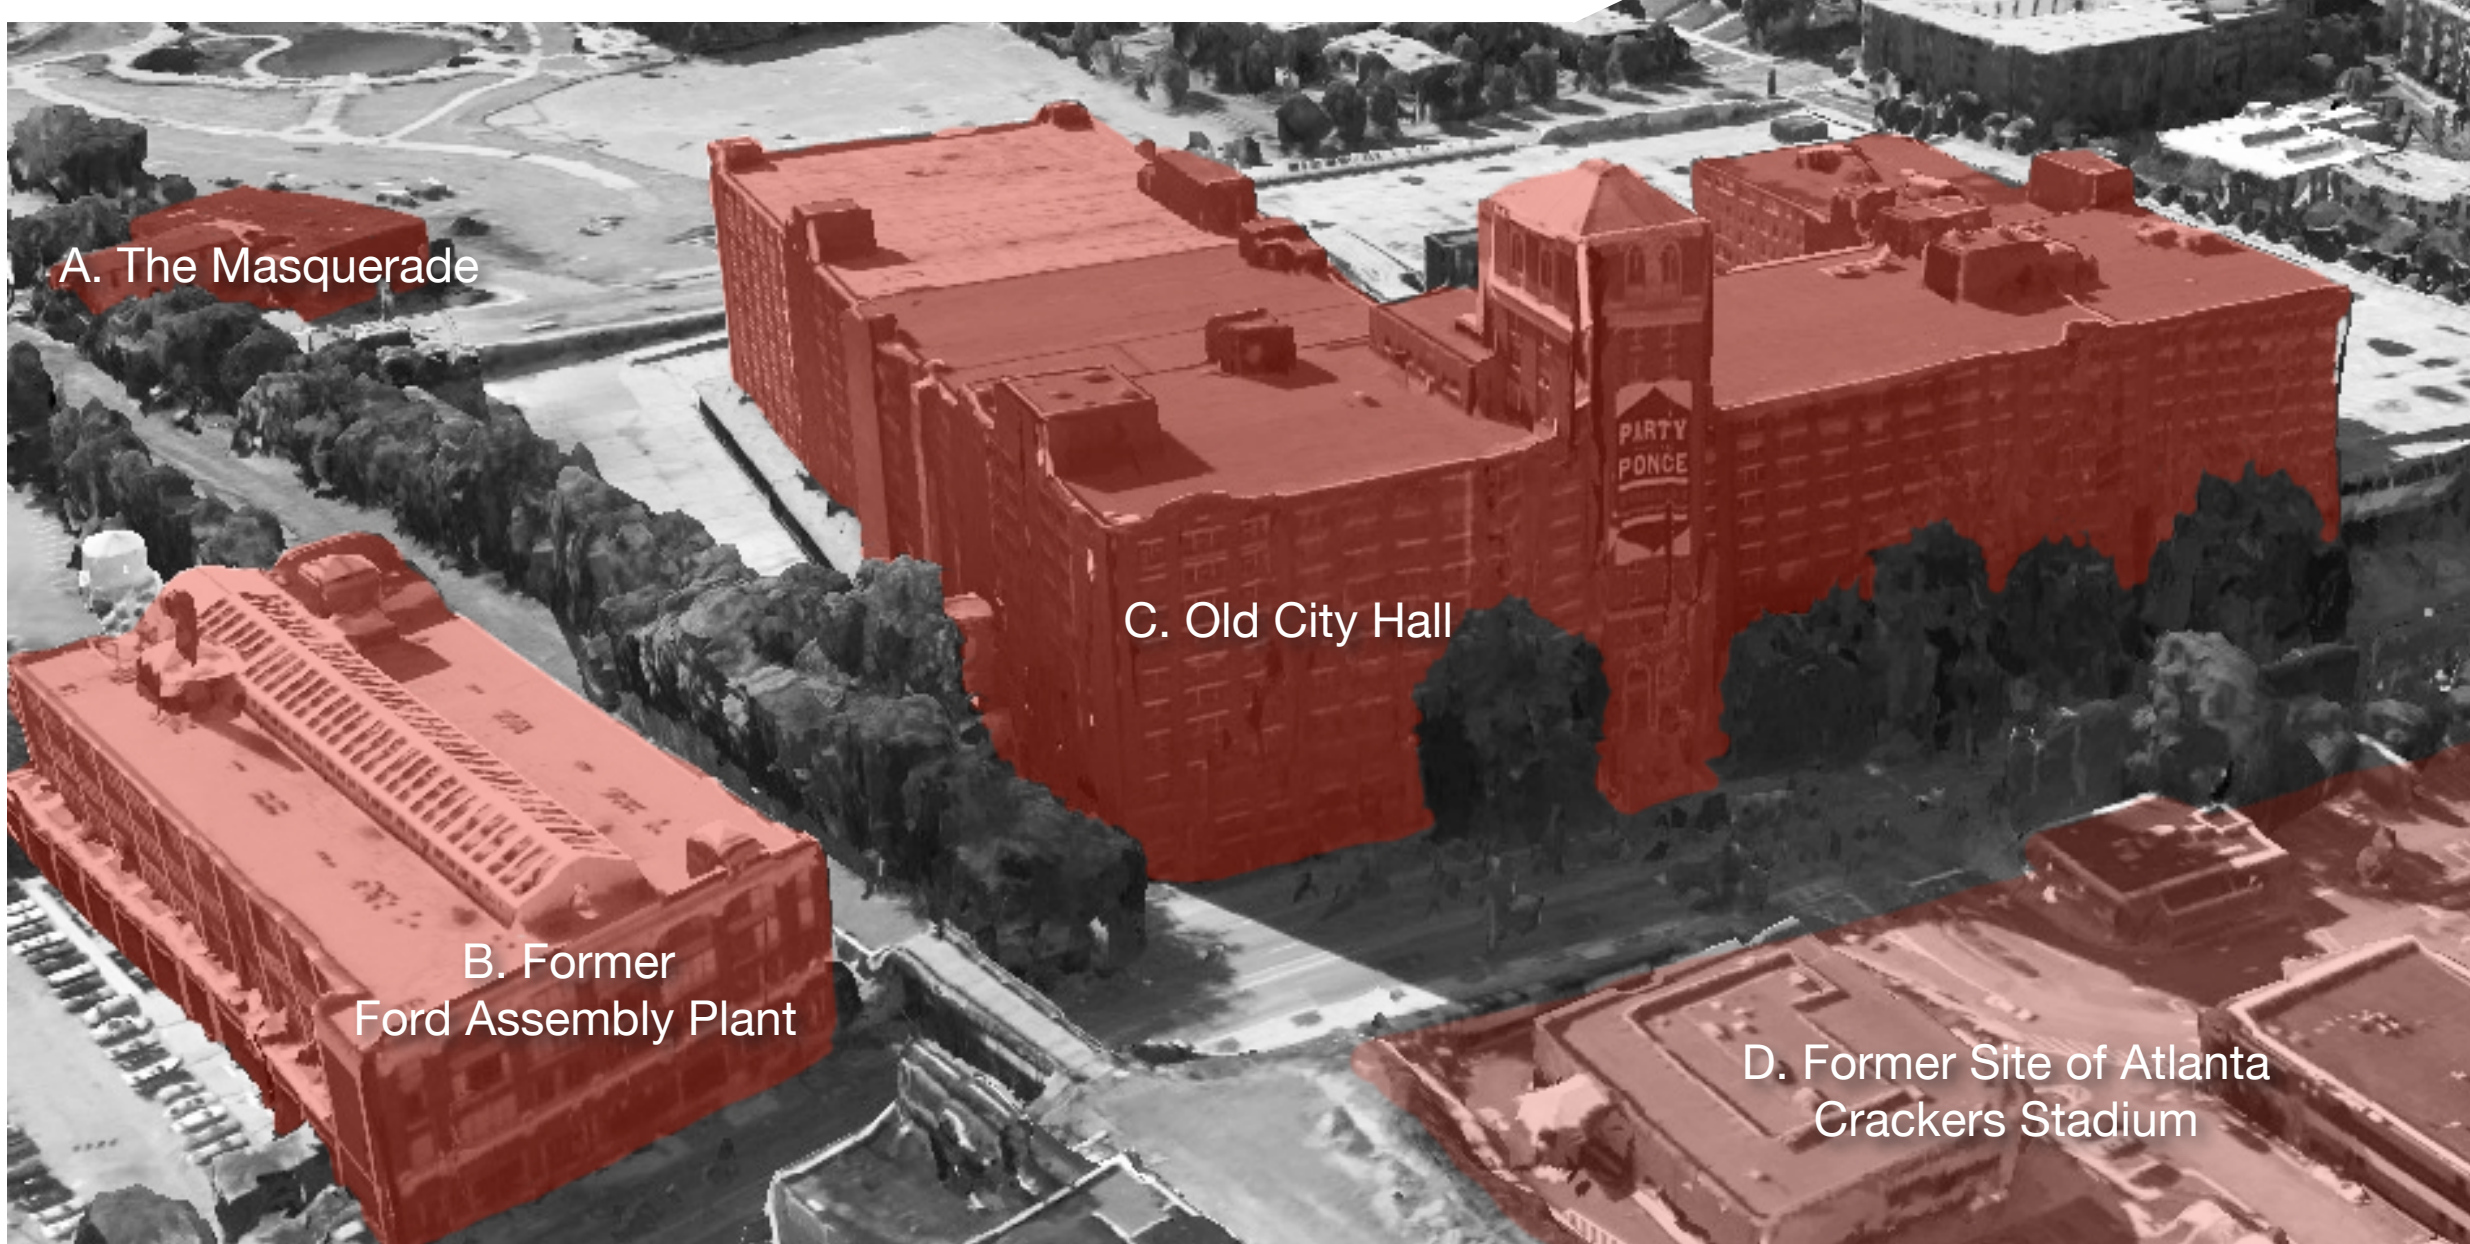 A. The Masquerade
PARTY
PONCE
C. Old City Hall
B. Former
Ford Assembly Plant
D. Former Site of Atlanta
Crackers Stadium